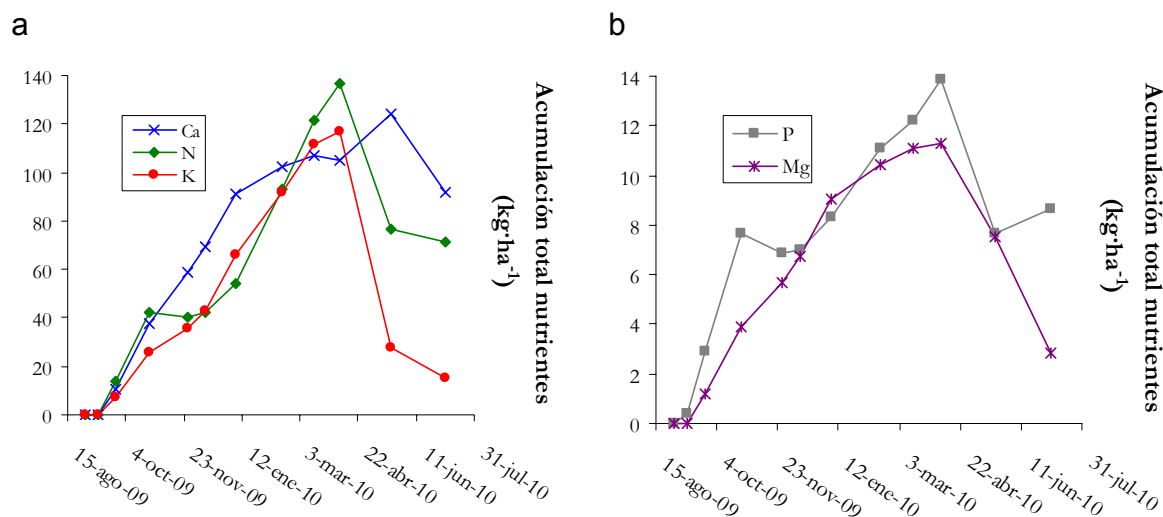 a
140
120
100
80
60
40
20
0
Ca
N
K
15-ago-09
4-oct-09
23-nov-09
12-ene-10
3-mar-10
22-abr-10
11-jun-10
31-jul-10
Acumulación total nutrientes
(kg·ha⁻¹)
b
14
12
10
8
6
4
2
0
P
Mg
15-ago-09
4-oct-09
23-nov-09
12-ene-10
3-mar-10
22-abr-10
11-jun-10
31-jul-10
Acumulación total nutrientes
(kg·ha⁻¹)